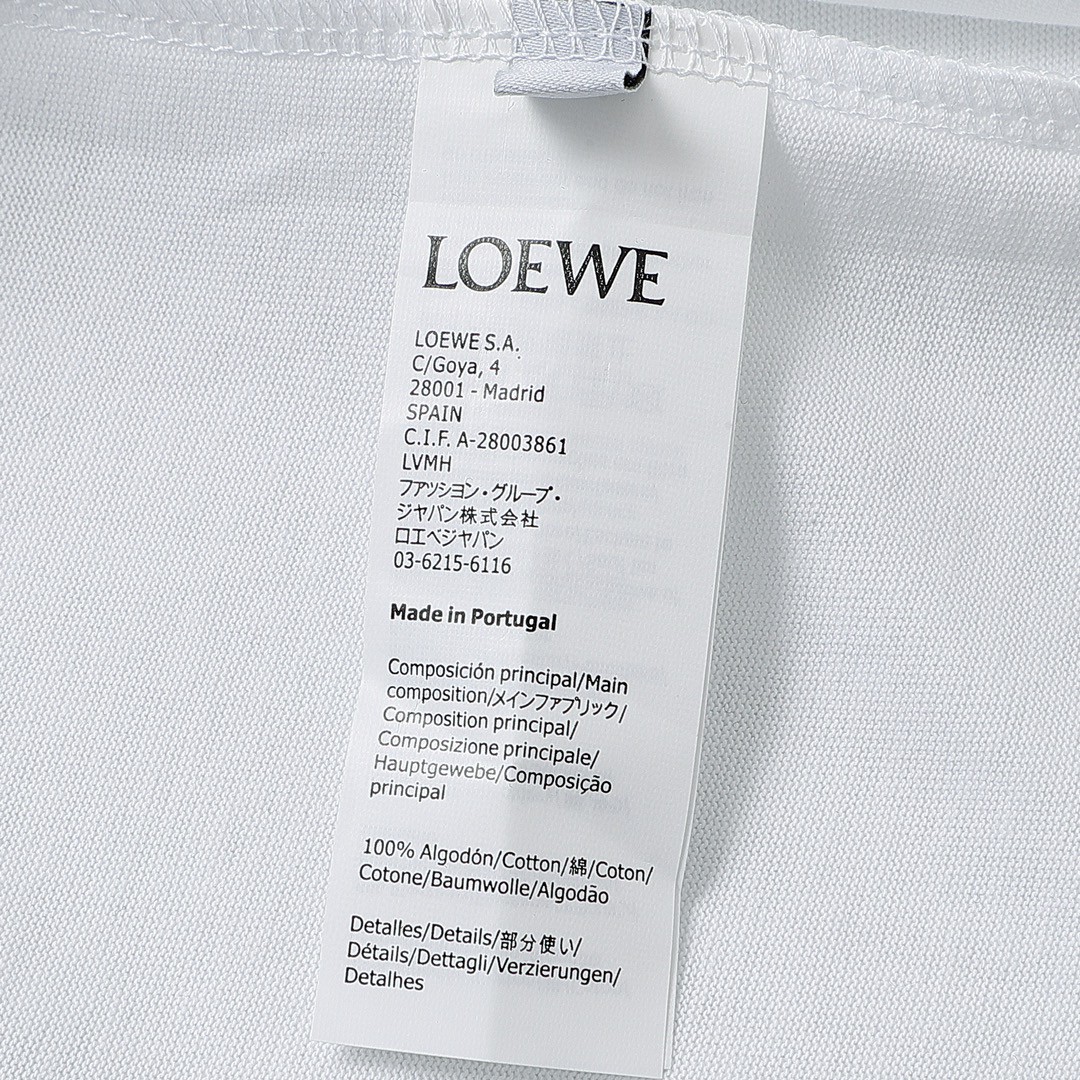 LOEWE
LOEWE S.A.
C/Goya, 4
28001 - Madrid
SPAIN
C.I.F. A-28003861
LVMH
ファッション・グループ・
ジャパン株式会社
ロエベジャパン
03-6215-6116
Made in Portugal
Composición principal/Main
composition/メインファブリック/
Composition principal/
Composizione principale/
Hauptgewebe/Composição
principal
100% Algodón/Cotton/綿/Coton/
Cotone/Baumwolle/Algodão
Detalles/Details/部分使い/
Détails/Dettagli/Verzierungen/
Detalhes